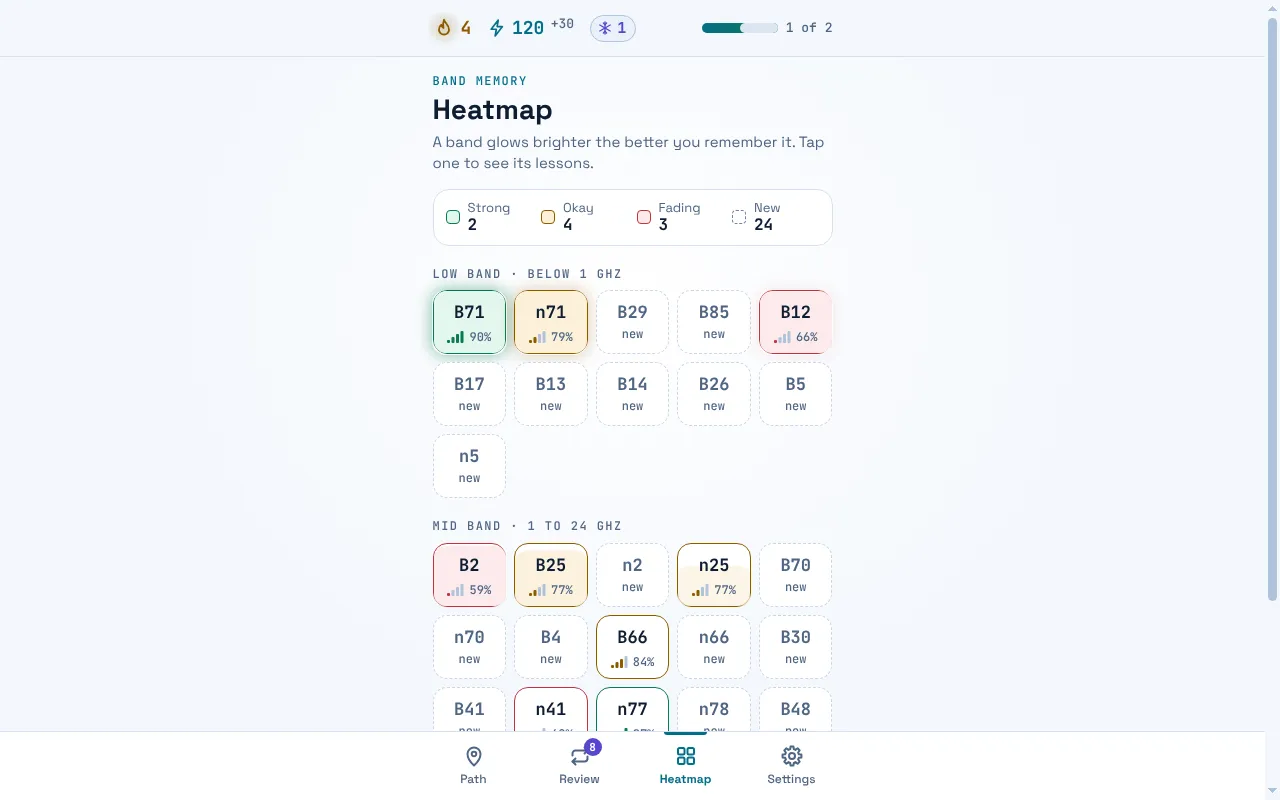 4 120 +30 1 1 of 2
BAND MEMORY
Heatmap
A band glows brighter the better you remember it. Tap
one to see its lessons.
Strong Okay Fading New
2 4 3 24
LOW BAND · BELOW 1 GHZ
B71 n71 B29 B85 B12
90% 79% new new 66%
B17 B13 B14 B26 B5
new new new new new
n5
new
MID BAND · 1 TO 24 GHZ
B2 B25 n2 n25 B70
59% 77% new 77% new
n70 B4 B66 n66 B30
new new 84% new new
B41 n41 n77 n78 B48
8
Path Review Heatmap Settings